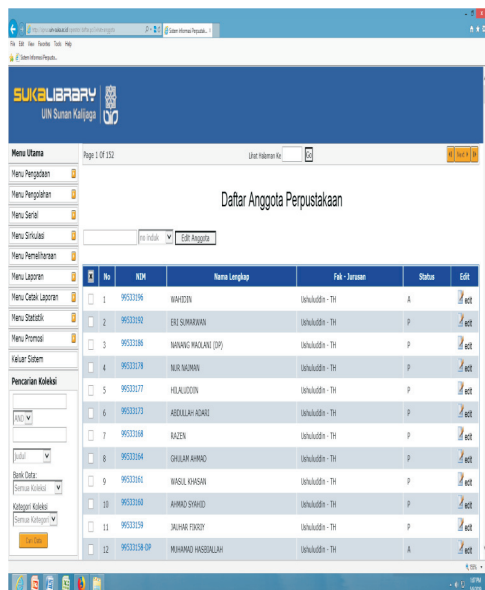 File Edit View Favorites Tools Help
SUKALIBRARY
UIN Sunan Kalijaga
Menu Utama
Menu Pengadaan
Menu Pengolahan
Menu Serial
Menu Sirkulasi
Menu Pemeliharaan
Menu Laporan
Menu Cetak Laporan
Menu Statistik
Menu Promosi
Keluar Sistem
Pencarian Koleksi
AND
Judul
Bank Data:
Semua Koleksi
Kategori Koleksi
Semua Kategori
Cari Data
Page 1 Of 152 Lihat Halaman Ke Go Next
Daftar Anggota Perpustakaan
no induk Edit Anggota
No NIM Nama Lengkap Fak - Jurusan Status Edit
1 99533196 WAHIDIN Ushuluddin - TH A edit
2 99533192 ERI SUMARWAN Ushuluddin - TH P edit
3 99533186 NANANG MAOLANI (DP) Ushuluddin - TH P edit
4 99533178 NUR NAJMAN Ushuluddin - TH P edit
5 99533177 HILALUDDIN Ushuluddin - TH P edit
6 99533173 ABDULLAH ADARI Ushuluddin - TH P edit
7 99533168 RAZEN Ushuluddin - TH P edit
8 99533164 GHULAM AHMAD Ushuluddin - TH P edit
9 99533161 WASUL KHASAN Ushuluddin - TH P edit
10 99533160 AHMAD SYAHID Ushuluddin - TH P edit
11 99533159 JAUHAR FIKRIY Ushuluddin - TH P edit
12 99533158-DP MUHAMAD HASBIALLAH Ushuluddin - TH A edit